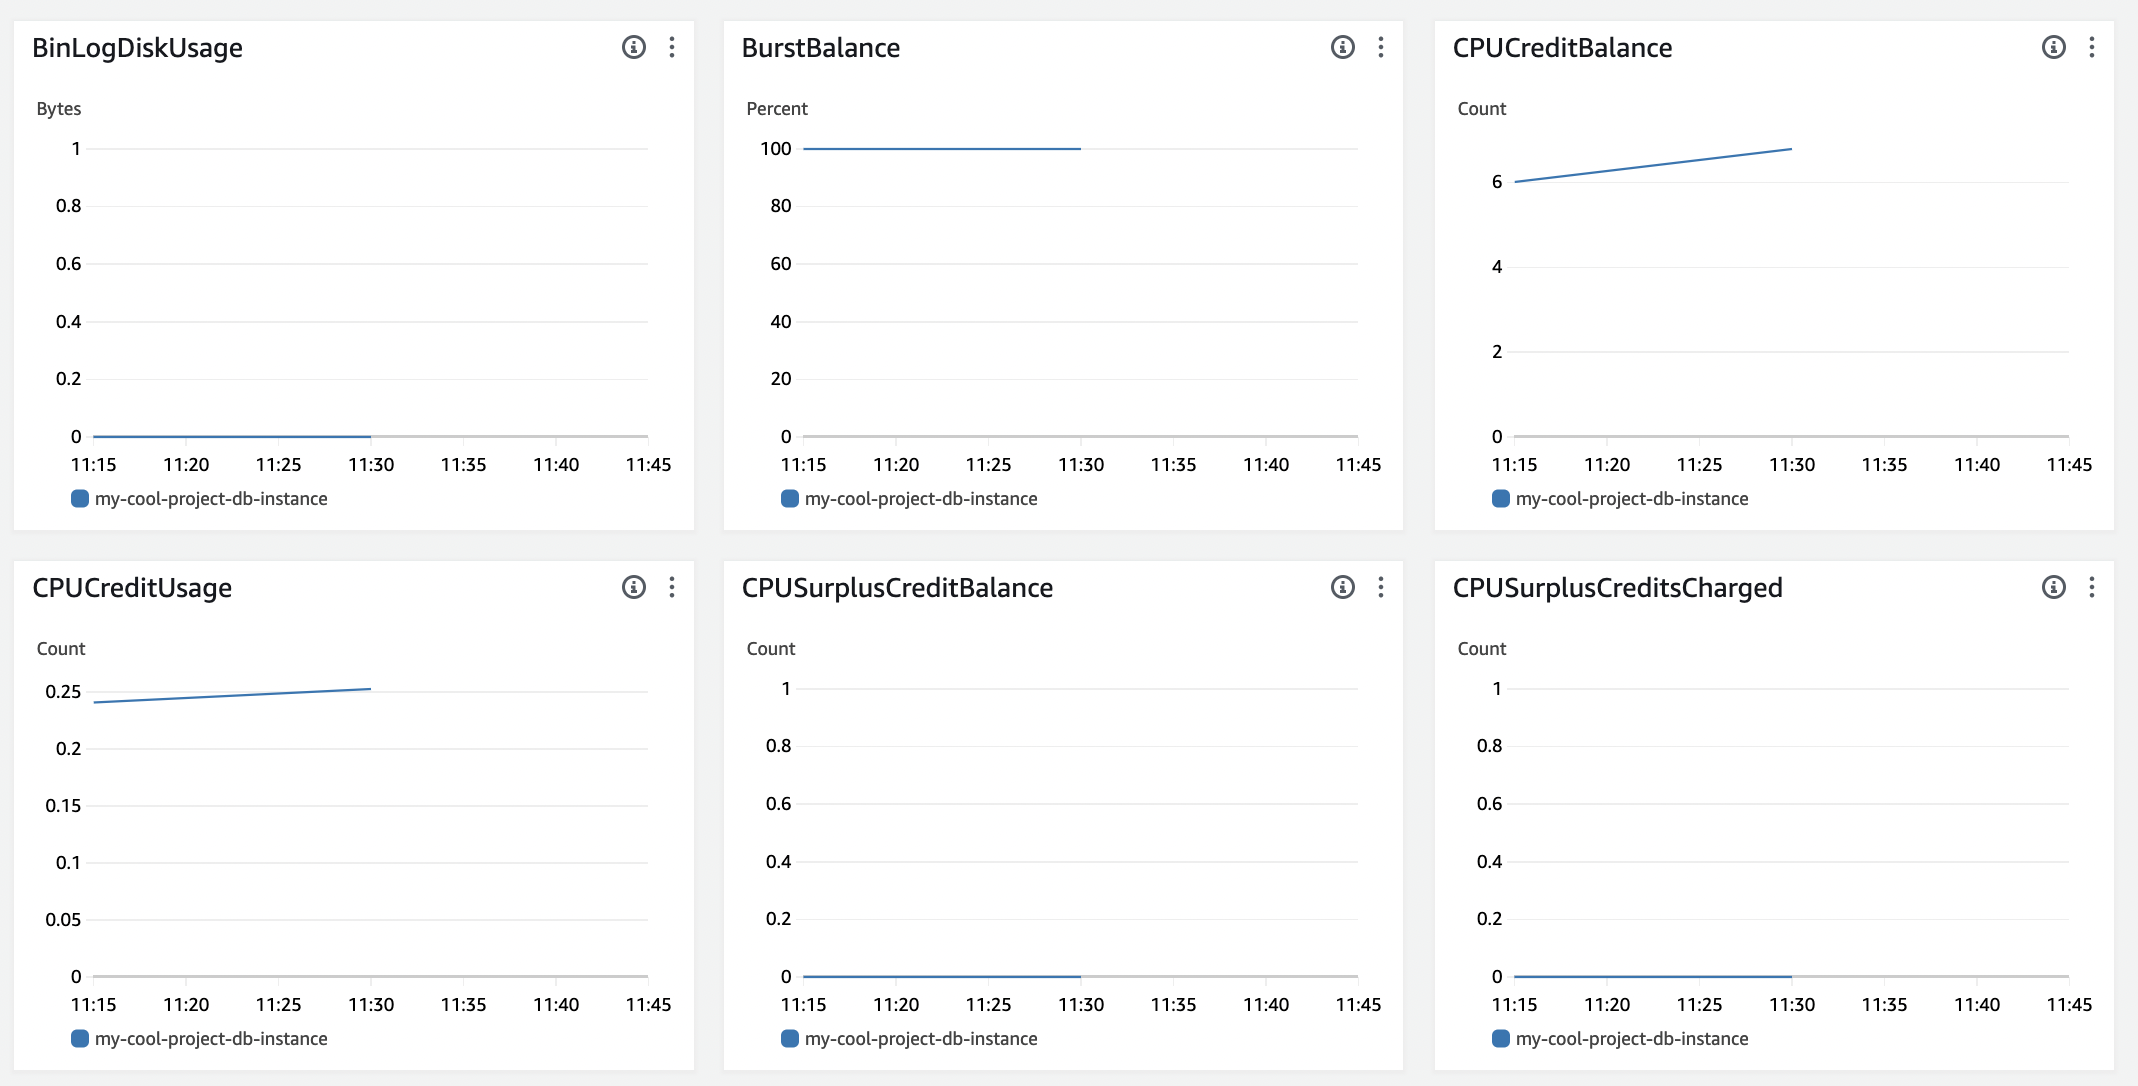 BinLogDiskUsage
Bytes
1
0.8
0.6
0.4
0.2
0
11:15 11:20 11:25 11:30 11:35 11:40 11:45
my-cool-project-db-instance
BurstBalance
Percent
100
80
60
40
20
0
11:15 11:20 11:25 11:30 11:35 11:40 11:45
my-cool-project-db-instance
CPUCreditBalance
Count
6
4
2
0
11:15 11:20 11:25 11:30 11:35 11:40 11:45
my-cool-project-db-instance
CPUCreditUsage
Count
0.25
0.2
0.15
0.1
0.05
0
11:15 11:20 11:25 11:30 11:35 11:40 11:45
my-cool-project-db-instance
CPUSurplusCreditBalance
Count
1
0.8
0.6
0.4
0.2
0
11:15 11:20 11:25 11:30 11:35 11:40 11:45
my-cool-project-db-instance
CPUSurplusCreditsCharged
Count
1
0.8
0.6
0.4
0.2
0
11:15 11:20 11:25 11:30 11:35 11:40 11:45
my-cool-project-db-instance